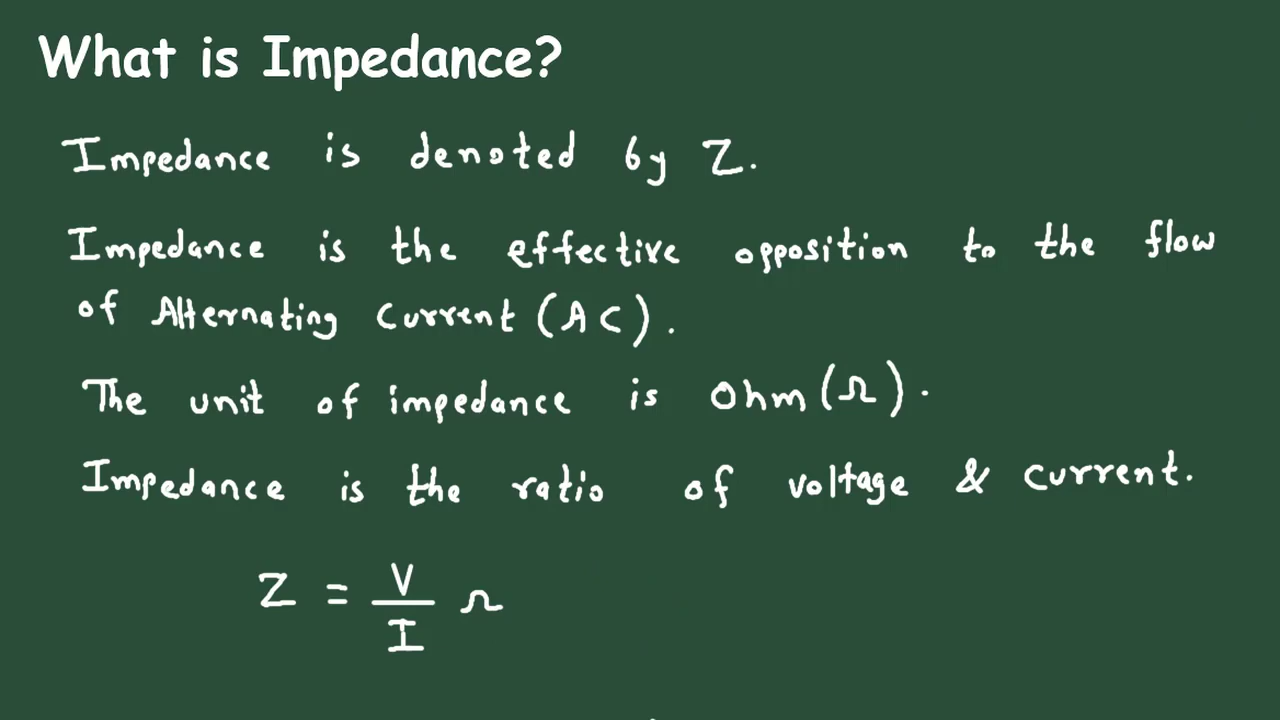 What is Impedance?
Impedance is denoted by Z.
Impedance is the effective opposition to the flow
of Alternating Current (AC).
The unit of impedance is Ohm (Ω).
Impedance is the ratio of voltage & current.
Z = V/I Ω